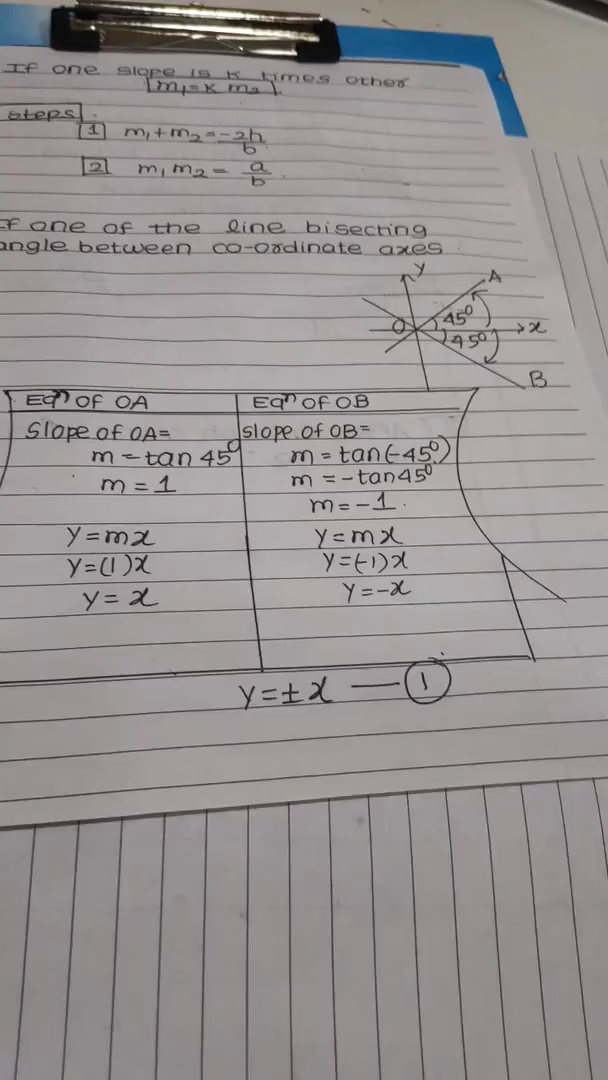 If one slope is K times other
m₁=K m₂
steps
1 m₁+m₂=-2h/b
2 m₁m₂=a/b
If one of the line bisecting
angle between co-ordinate axes
Y
A
O 45° x
45°
B
Eqⁿ OF OA
Slope of OA=
m=tan 45°
m=1
y=mx
y=(1)x
y=x
Eqⁿ OF OB
slope of OB=
m=tan(-45°)
m=-tan45°
m=-1
y=mx
y=(-1)x
y=-x
y=±x — 1